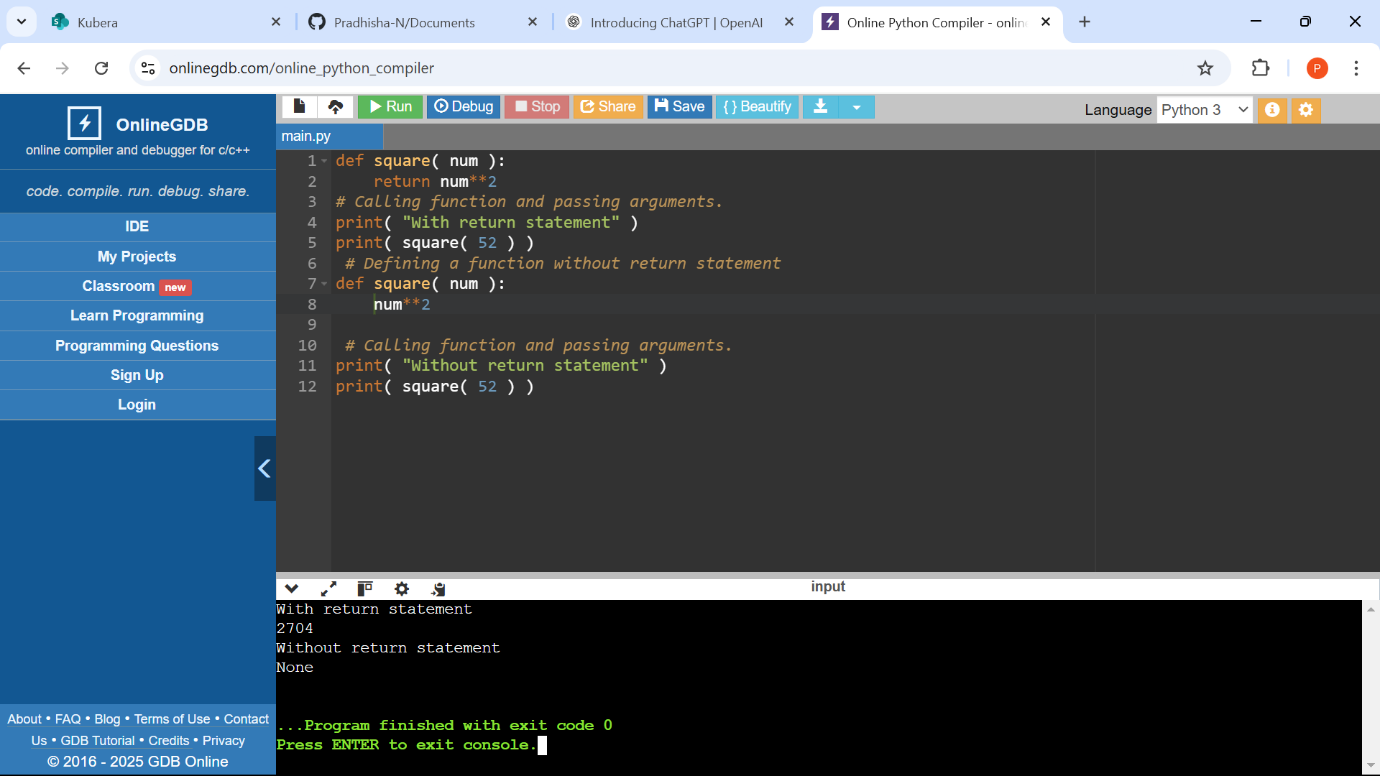 Kubera
Pradhisha-N/Documents
Introducing ChatGPT | OpenAI
Online Python Compiler - onlin
onlinegdb.com/online_python_compiler
P
OnlineGDB
online compiler and debugger for c/c++
code. compile. run. debug. share.
IDE
My Projects
Classroom new
Learn Programming
Programming Questions
Sign Up
Login
About • FAQ • Blog • Terms of Use • Contact
Us • GDB Tutorial • Credits • Privacy
© 2016 - 2025 GDB Online
Run Debug Stop Share Save { } Beautify
Language Python 3
main.py
1 def square( num ):
2     return num**2
3 # Calling function and passing arguments.
4 print( "With return statement" )
5 print( square( 52 ) )
6  # Defining a function without return statement
7 def square( num ):
8     num**2
9
10  # Calling function and passing arguments.
11 print( "Without return statement" )
12 print( square( 52 ) )
input
With return statement
2704
Without return statement
None
...Program finished with exit code 0
Press ENTER to exit console.